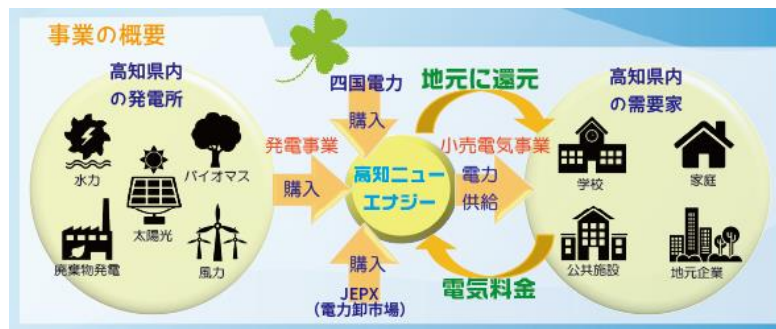 事業の概要
高知県内
の発電所
水力
バイオマス
太陽光
廃棄物発電
風力
発電事業
購入
四国電力
購入
高知ニュー
エナジー
購入
JEPX
(電力卸市場)
地元に還元
小売電気事業
電力
供給
電気料金
高知県内
の需要家
学校
家庭
公共施設
地元企業